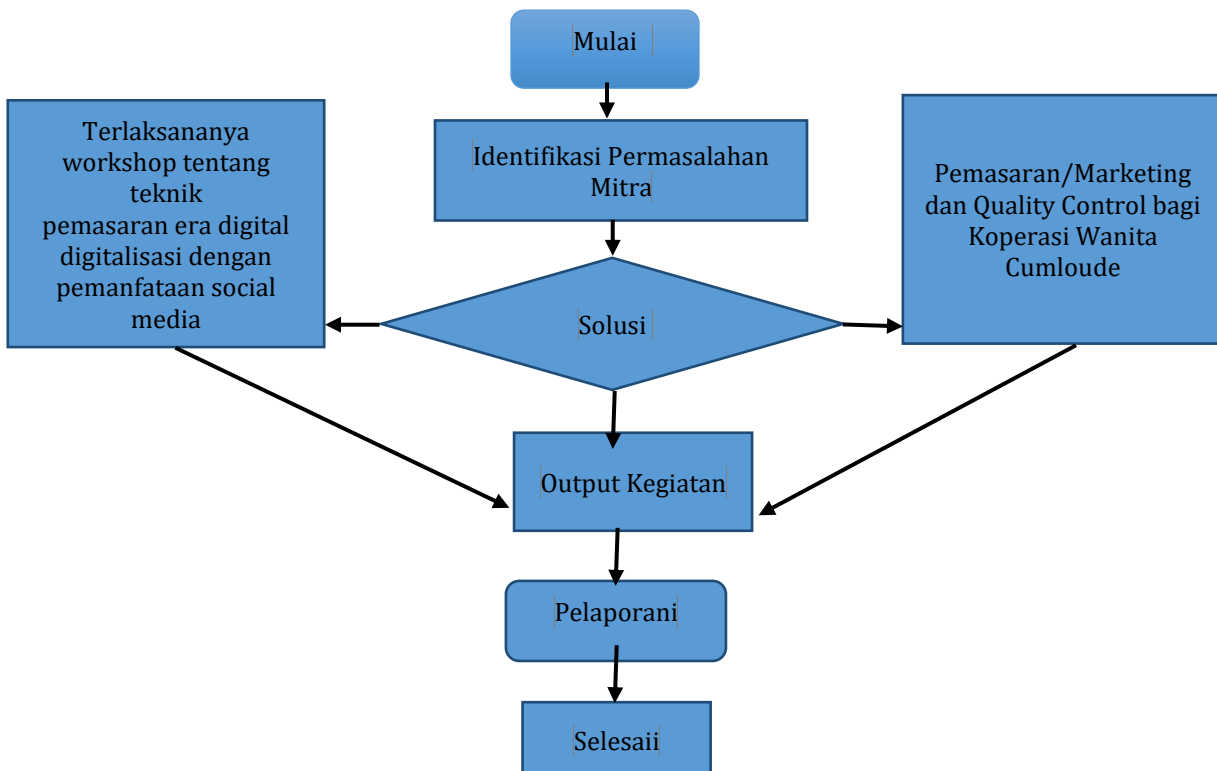 Mulai
Terlaksananya
workshop tentang
teknik
pemasaran era digital
digitalisasi dengan
pemanfataan social
media
Identifikasi Permasalahan
Mitra
Pemasaran/Marketing
dan Quality Control bagi
Koperasi Wanita
Cumloude
Solusi
Output Kegiatan
Pelaporani
Selesaii